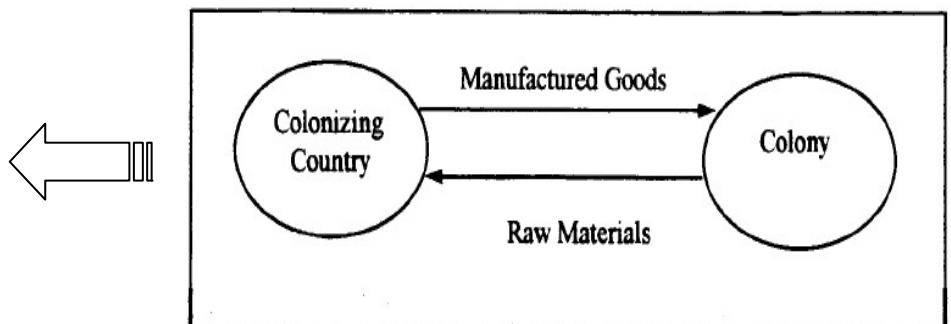 Manufactured Goods
Colonizing
Country
Colony
Raw Materials